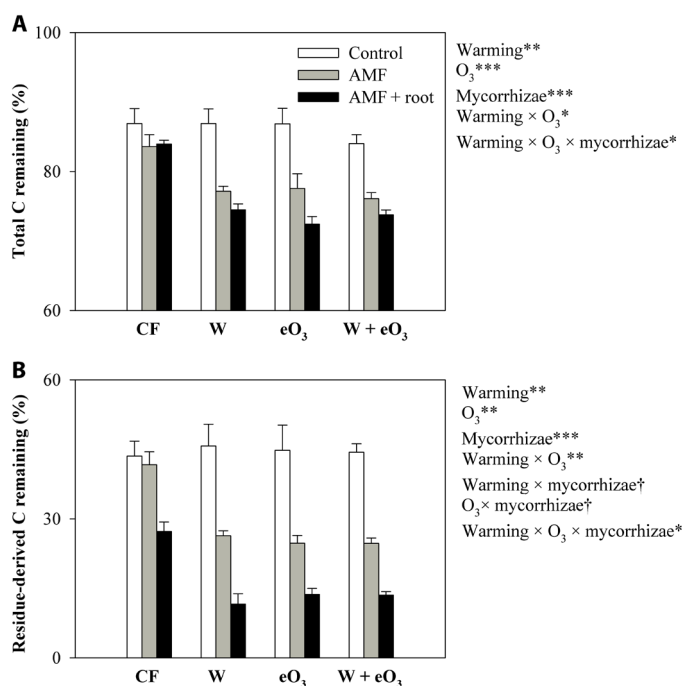 A
100
80
60
Total C remaining (%)
Control
AMF
AMF + root
CF W eO₃ W + eO₃
Warming**
O₃***
Mycorrhizae***
Warming × O₃*
Warming × O₃ × mycorrhizae*
B
60
30
0
Residue-derived C remaining (%)
CF W eO₃ W + eO₃
Warming**
O₃**
Mycorrhizae***
Warming × O₃**
Warming × mycorrhizae†
O₃× mycorrhizae†
Warming × O₃ × mycorrhizae*